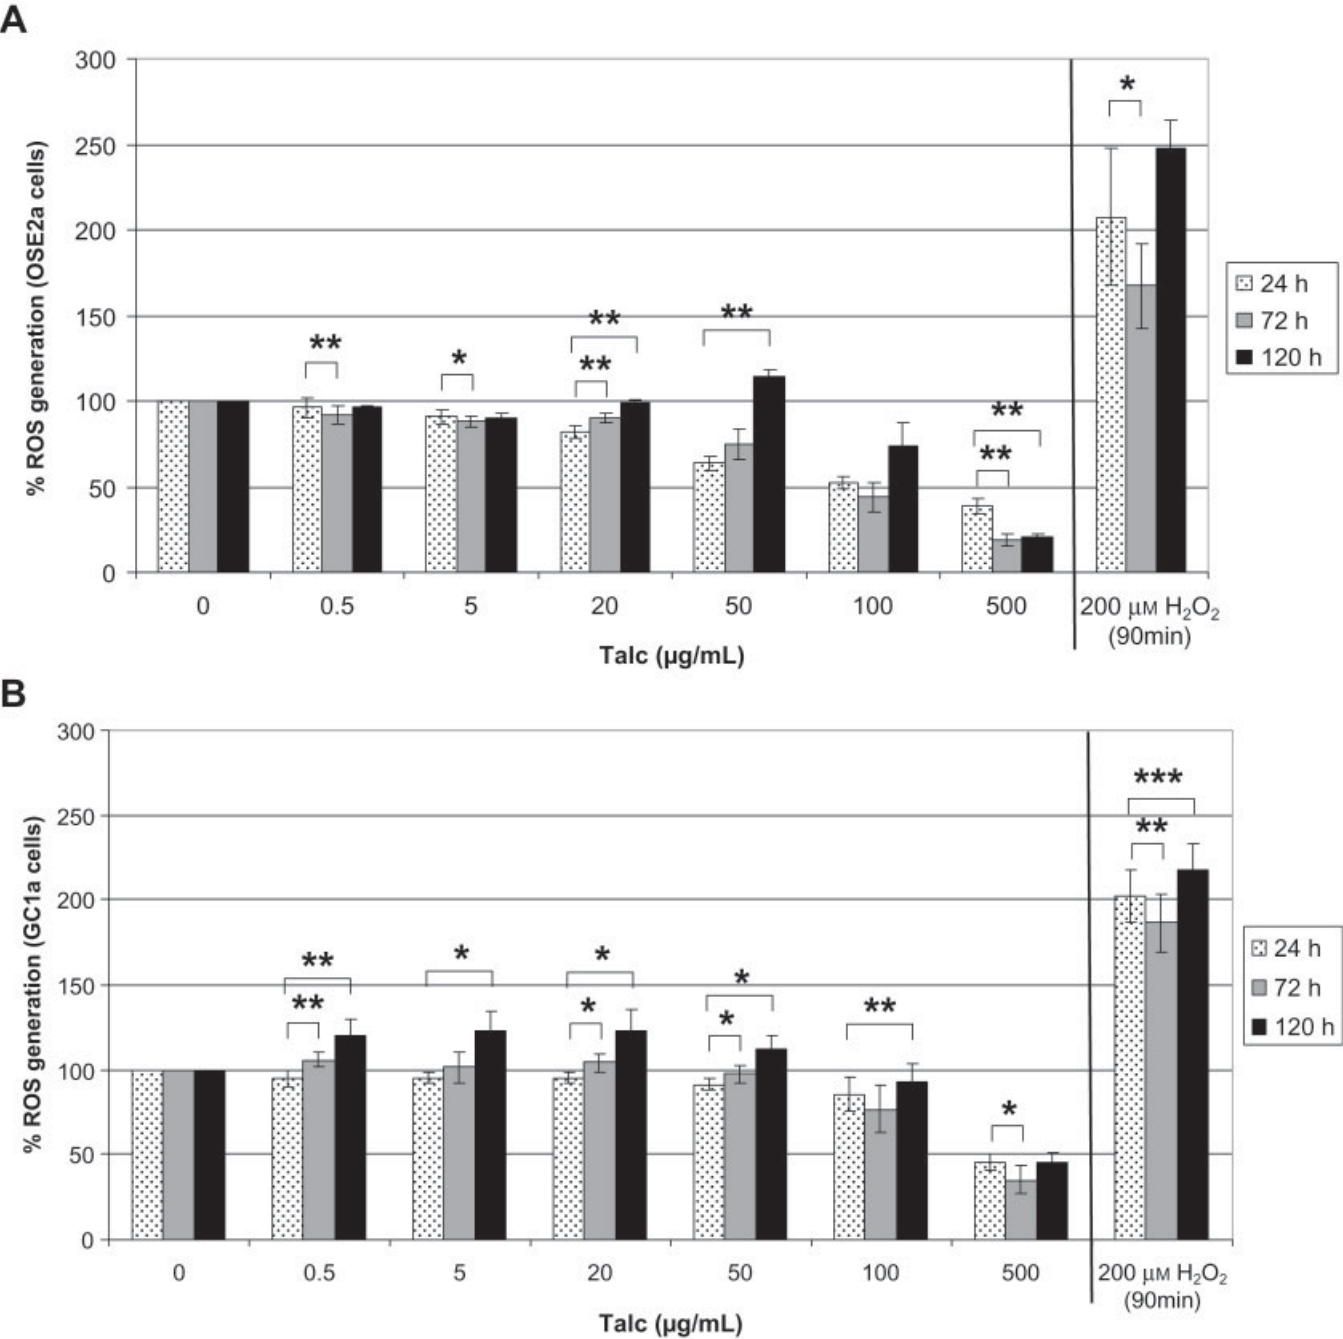 A
300
250
200
150
100
50
0
% ROS generation (OSE2a cells)
**
*
**
**
**
**
**
*
24 h
72 h
120 h
0 0.5 5 20 50 100 500 200 μM H₂O₂
(90min)
Talc (μg/mL)
B
300
250
200
150
100
50
0
% ROS generation (GC1a cells)
**
**
*
*
*
*
*
**
*
***
**
24 h
72 h
120 h
0 0.5 5 20 50 100 500 200 μM H₂O₂
(90min)
Talc (μg/mL)